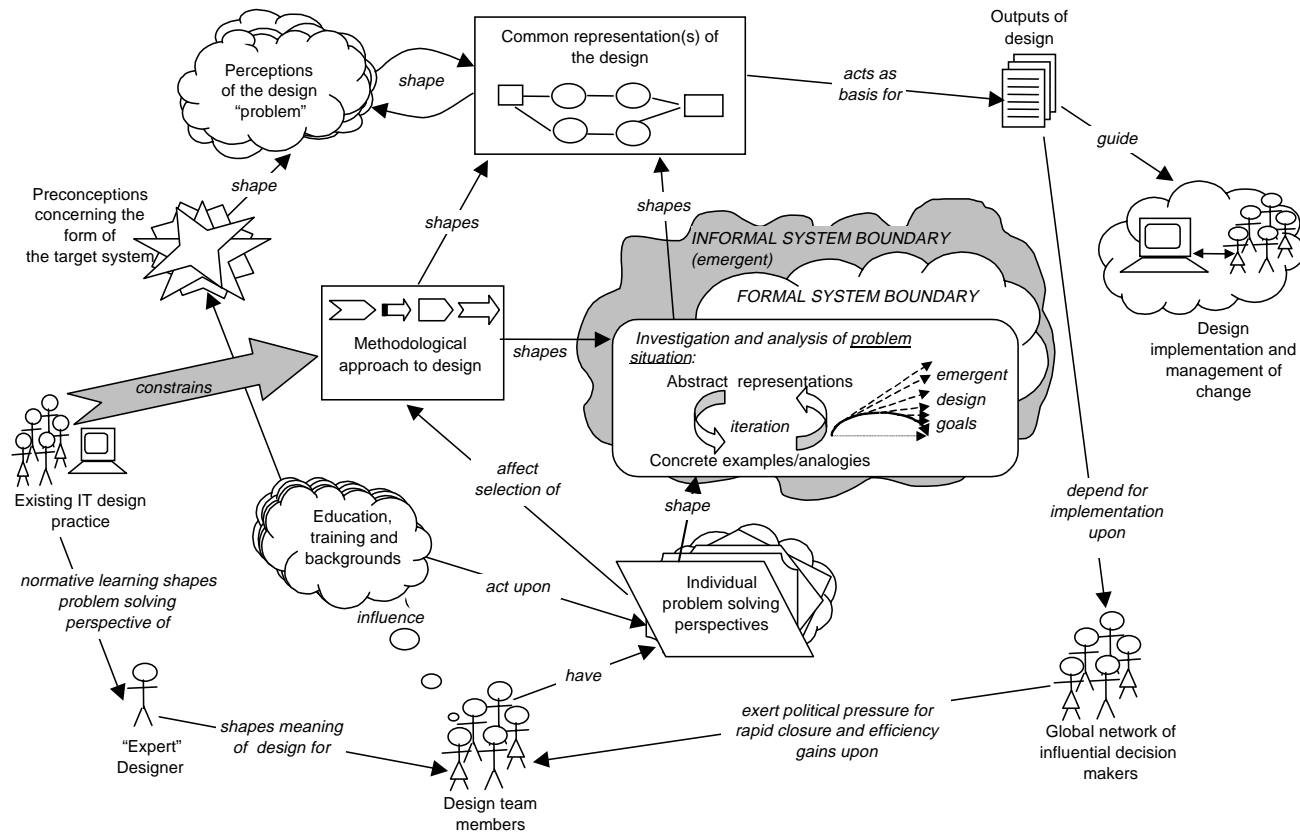 Perceptions
of the design
“problem”
shape
Common representation(s) of
the design
acts as
basis for
Outputs of
design
guide
Design
implementation and
management of
change
Preconceptions
concerning the
form of
the target system
shape
shapes
shapes
INFORMAL SYSTEM BOUNDARY
(emergent)
FORMAL SYSTEM BOUNDARY
Methodological
approach to design
shapes
Investigation and analysis of problem
situation:
Abstract representations
iteration
Concrete examples/analogies
emergent
design
goals
constrains
Existing IT design
practice
affect
selection of
shape
depend for
implementation
upon
Education,
training and
backgrounds
act upon
influence
Individual
problem solving
perspectives
normative learning shapes
problem solving
perspective of
have
“Expert”
Designer
shapes meaning
of design for
Design team
members
exert political pressure for
rapid closure and efficiency
gains upon
Global network of
influential decision
makers